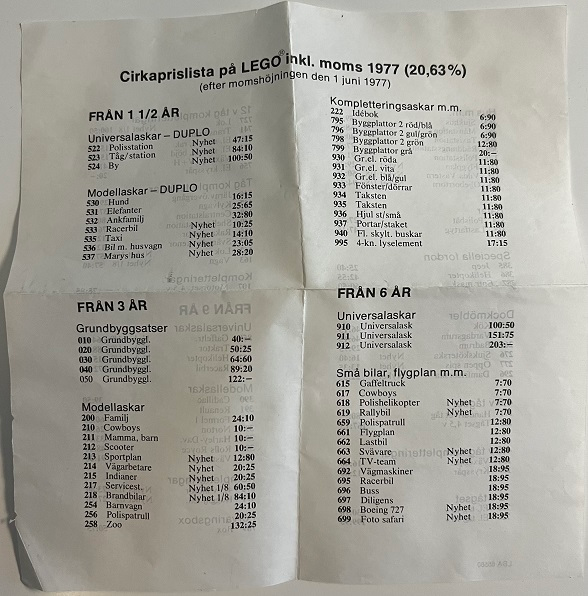 Cirkaprislista på LEGO® inkl. moms 1977 (20,63%)
(efter momshöjningen den 1 juni 1977)
FRÅN 1 1/2 ÅR
Universalaskar – DUPLO
522 Polisstation Nyhet 47:15
523 Tåg/station Nyhet 84:10
524 By Nyhet 100:50
Modellaskar – DUPLO
530 Hund 16:15
531 Elefanter 25:65
532 Ankfamilj 32:80
533 Racerbil Nyhet 10:25
535 Taxi Nyhet 14:10
536 Bil m. husvagn Nyhet 23:05
537 Marys hus Nyhet 28:20
FRÅN 3 ÅR
Grundbyggsatser
010 Grundbyggl. 40:–
020 Grundbyggl. 50:25
030 Grundbyggl. 64:60
040 Grundbyggl. 89:20
050 Grundbyggl. 122:–
Modellaskar
200 Familj 24:10
210 Cowboys 10:–
211 Mamma, barn 10:–
212 Scooter 10:–
213 Sportplan Nyhet 12:80
214 Vägarbetare Nyhet 20:25
215 Indianer Nyhet 20:25
217 Servicest. Nyhet 1/8 60:50
218 Brandbilar Nyhet 1/8 84:10
254 Barnvagn 24:10
256 Polispatrull 20:25
258 Zoo 132:25
Kompletteringsaskar m.m.
222 Idébok 6:90
795 Byggplattor 2 röd/blå 6:90
796 Byggplattor 2 gul/grön 6:90
798 Byggplattor 2 grön 12:80
799 Byggplattor grå 20:–
930 Gr.el. röda 11:80
931 Gr.el. vita 11:80
932 Gr.el. blå/gul 11:80
933 Fönster/dörrar 11:80
934 Taksten 11:80
935 Taksten 11:80
936 Hjul st/små 11:80
937 Portar/staket 11:80
940 Fl. skylt. buskar 11:80
995 4-kn. lyselement 17:15
FRÅN 6 ÅR
Universalaskar
910 Universalask 100:50
911 Universalask 151:75
912 Universalask 203:–
Små bilar, flygplan m.m.
615 Gaffeltruck 7:70
617 Cowboys 7:70
618 Polishelikopter Nyhet 7:70
619 Rallybil Nyhet 7:70
659 Polispatrull 12:80
661 Flygplan 12:80
662 Lastbil 12:80
663 Svävare Nyhet 12:80
664 TV-team Nyhet 12:80
692 Vägmaskiner 18:95
695 Racerbil 18:95
696 Buss 18:95
697 Diligens 18:95
698 Boeing 727 Nyhet 18:95
699 Foto safari Nyhet 18:95